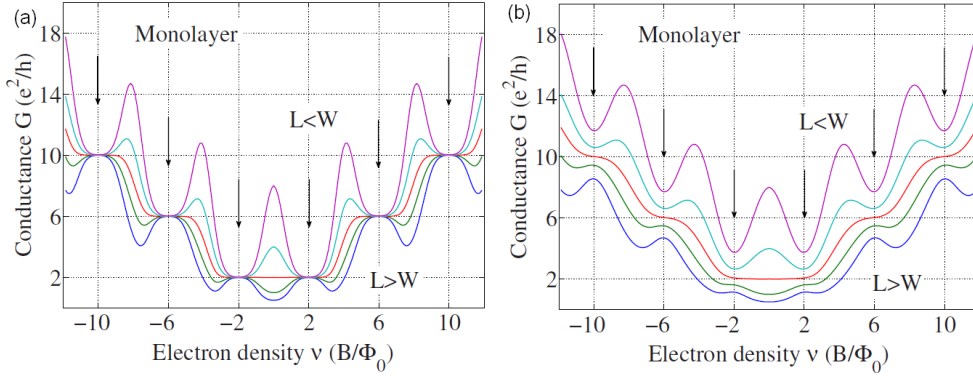 (a)
Monolayer
L<W
L>W
18
14
10
6
2
−10 −6 −2 2 6 10
Conductance G (e²/h)
Electron density ν (B/Φ₀)
(b)
Monolayer
L<W
L>W
18
14
10
6
2
−10 −6 −2 2 6 10
Conductance G (e²/h)
Electron density ν (B/Φ₀)